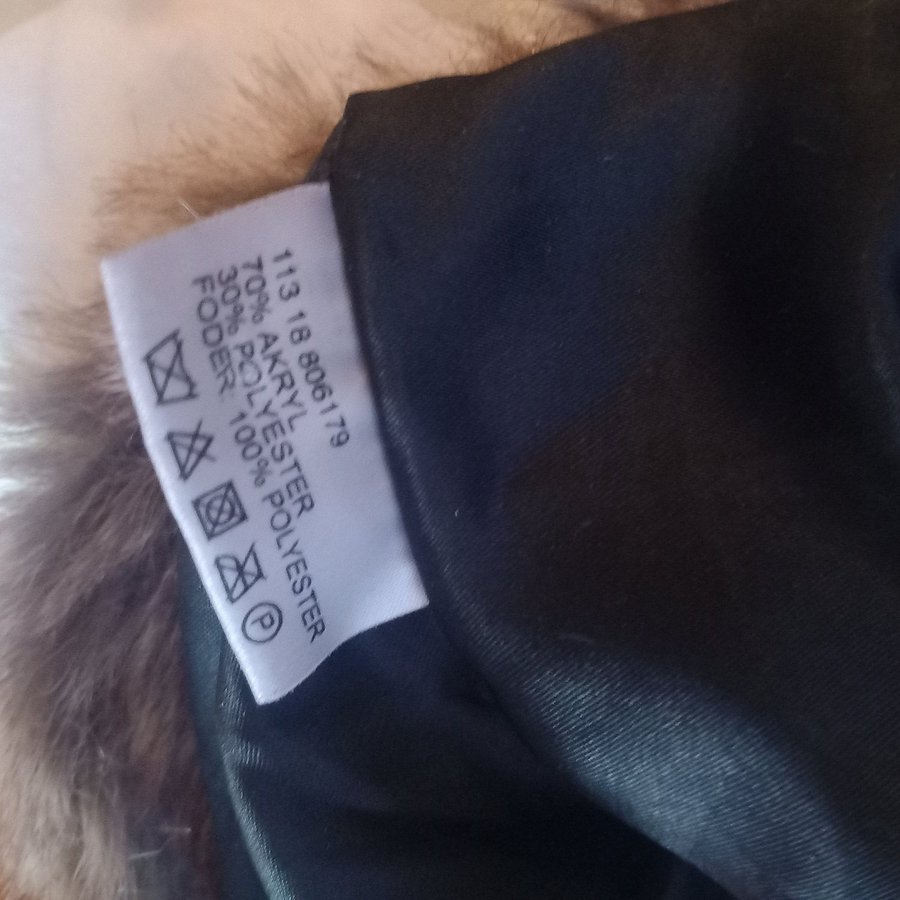 113 18 806179
70% AKRYL
30% POLYESTER
FODER: 100% POLYESTER
P